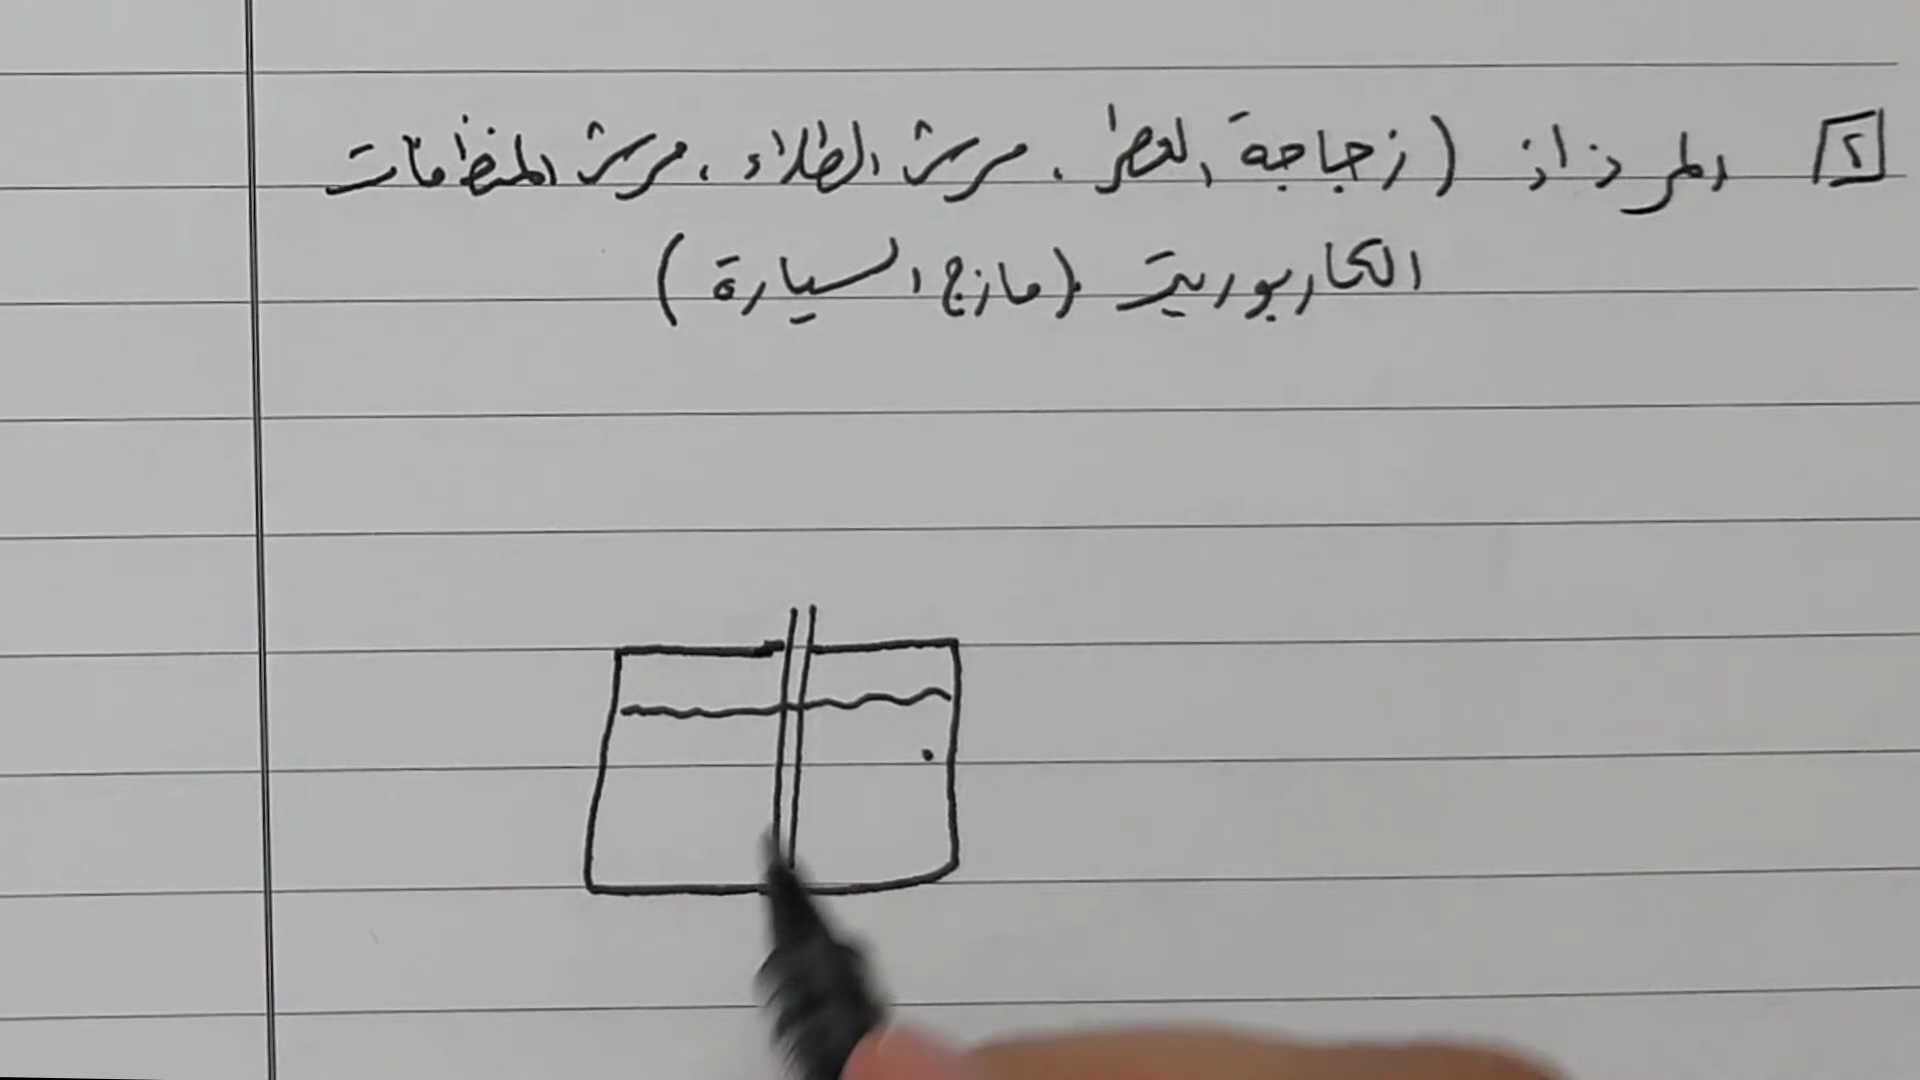 ٢ المرذاذ (زجاجة العطر ، مرش الطلاء ، مرش المنظفات
الكاربوريتر (مازج السيارة)